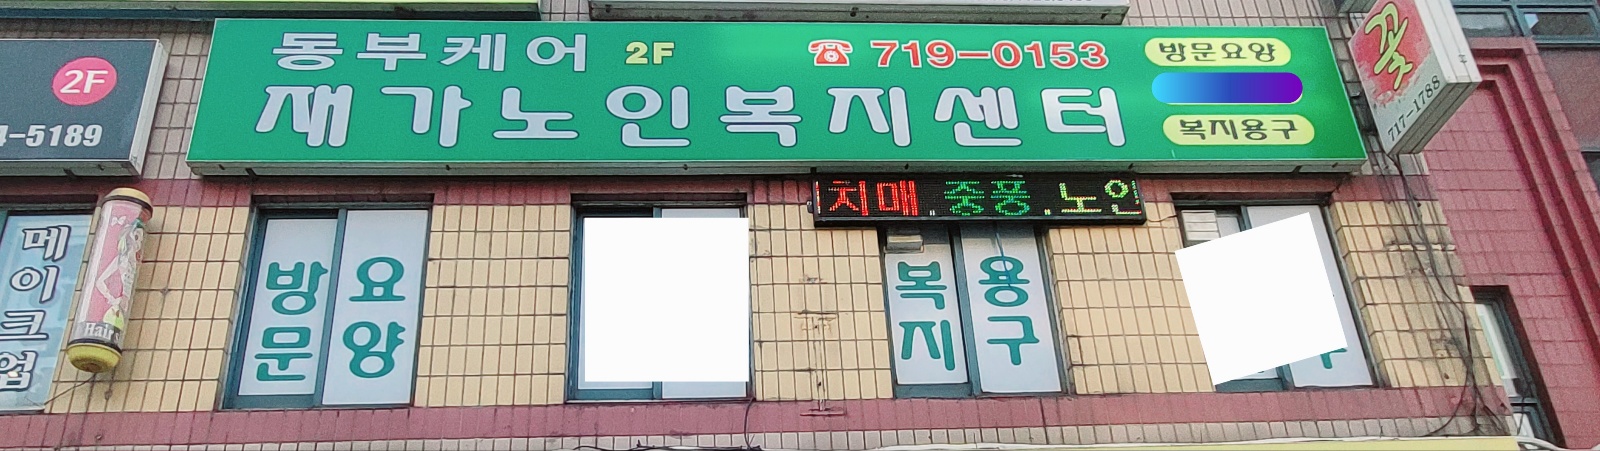 동부케어 2F ☎ 719-0153
재가노인복지센터
방문요양
복지용구
2F
-5189
꽃
717-1788
치매, 중풍, 노인
메이크업
Hair
방문
요양
복지
용구